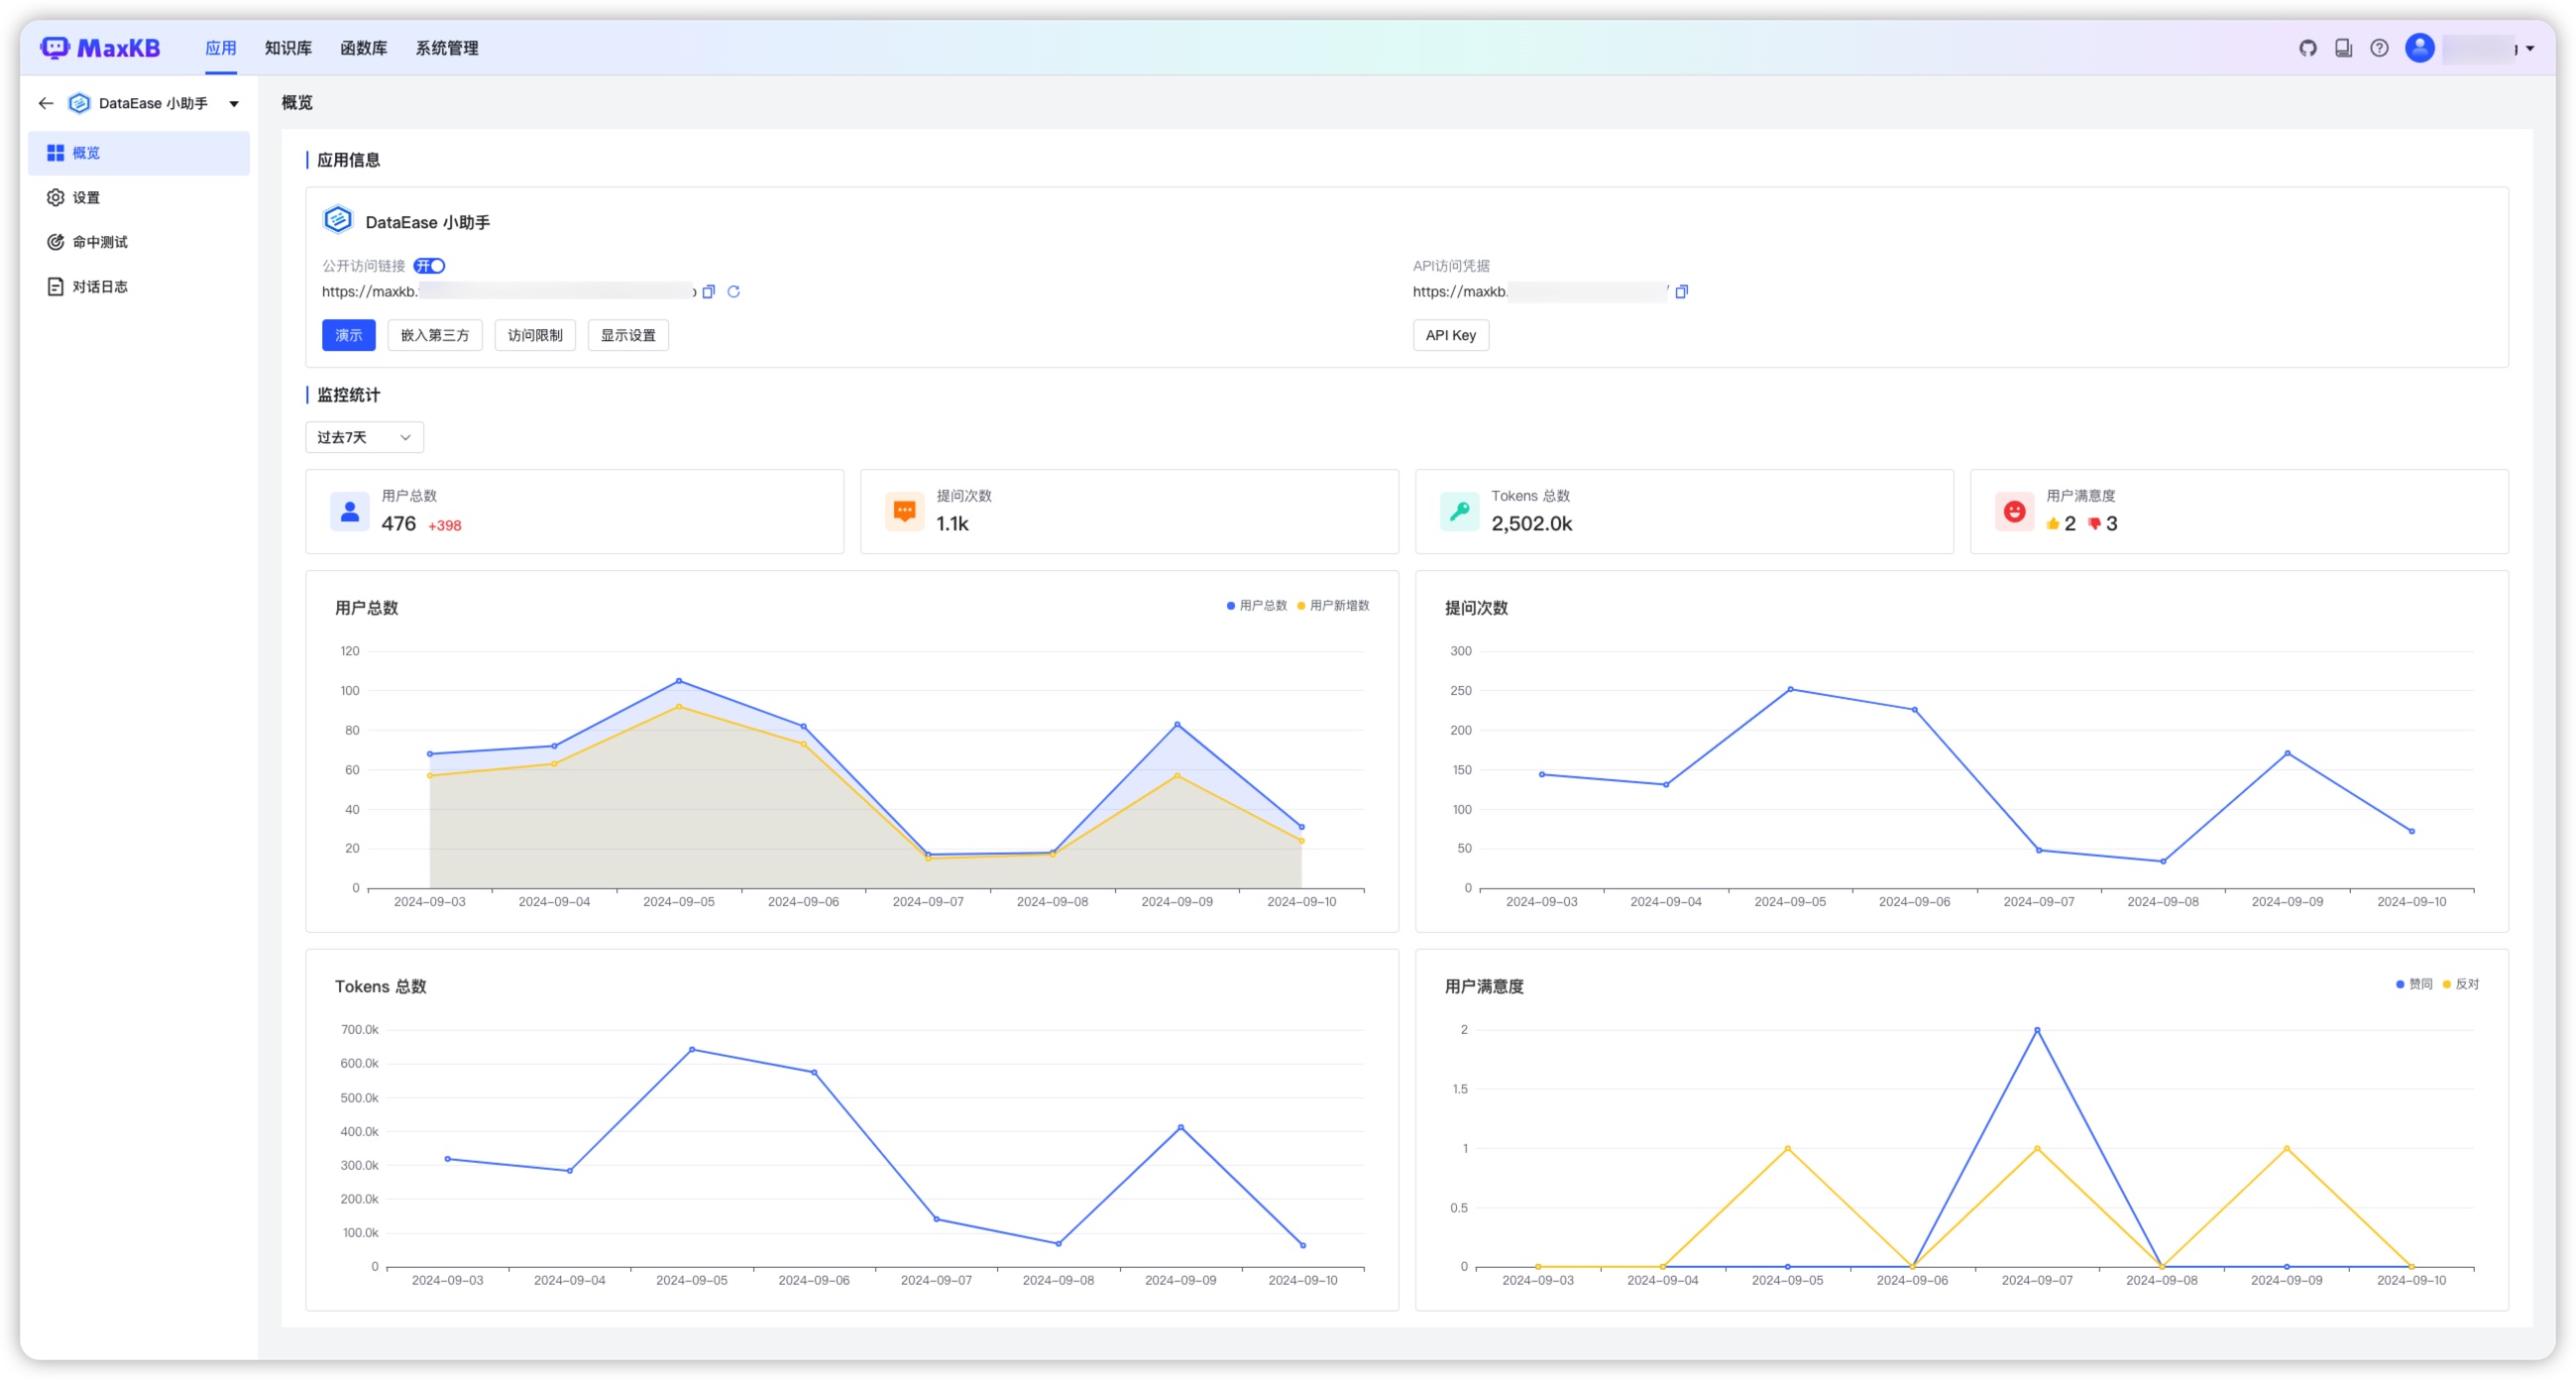 MaxKB 应用 知识库 函数库 系统管理
DataEase 小助手
概览
设置
命中测试
对话日志
概览
应用信息
DataEase 小助手
公开访问链接 开
https://maxkb.
演示 嵌入第三方 访问限制 显示设置
API访问凭据
https://maxkb.
API Key
监控统计
过去7天
用户总数
476 +398
提问次数
1.1k
Tokens 总数
2,502.0k
用户满意度
2 3
用户总数
用户总数 用户新增数
120
100
80
60
40
20
0
2024-09-03 2024-09-04 2024-09-05 2024-09-06 2024-09-07 2024-09-08 2024-09-09 2024-09-10
提问次数
300
250
200
150
100
50
0
2024-09-03 2024-09-04 2024-09-05 2024-09-06 2024-09-07 2024-09-08 2024-09-09 2024-09-10
Tokens 总数
700.0k
600.0k
500.0k
400.0k
300.0k
200.0k
100.0k
0
2024-09-03 2024-09-04 2024-09-05 2024-09-06 2024-09-07 2024-09-08 2024-09-09 2024-09-10
用户满意度
赞同 反对
2
1.5
1
0.5
0
2024-09-03 2024-09-04 2024-09-05 2024-09-06 2024-09-07 2024-09-08 2024-09-09 2024-09-10